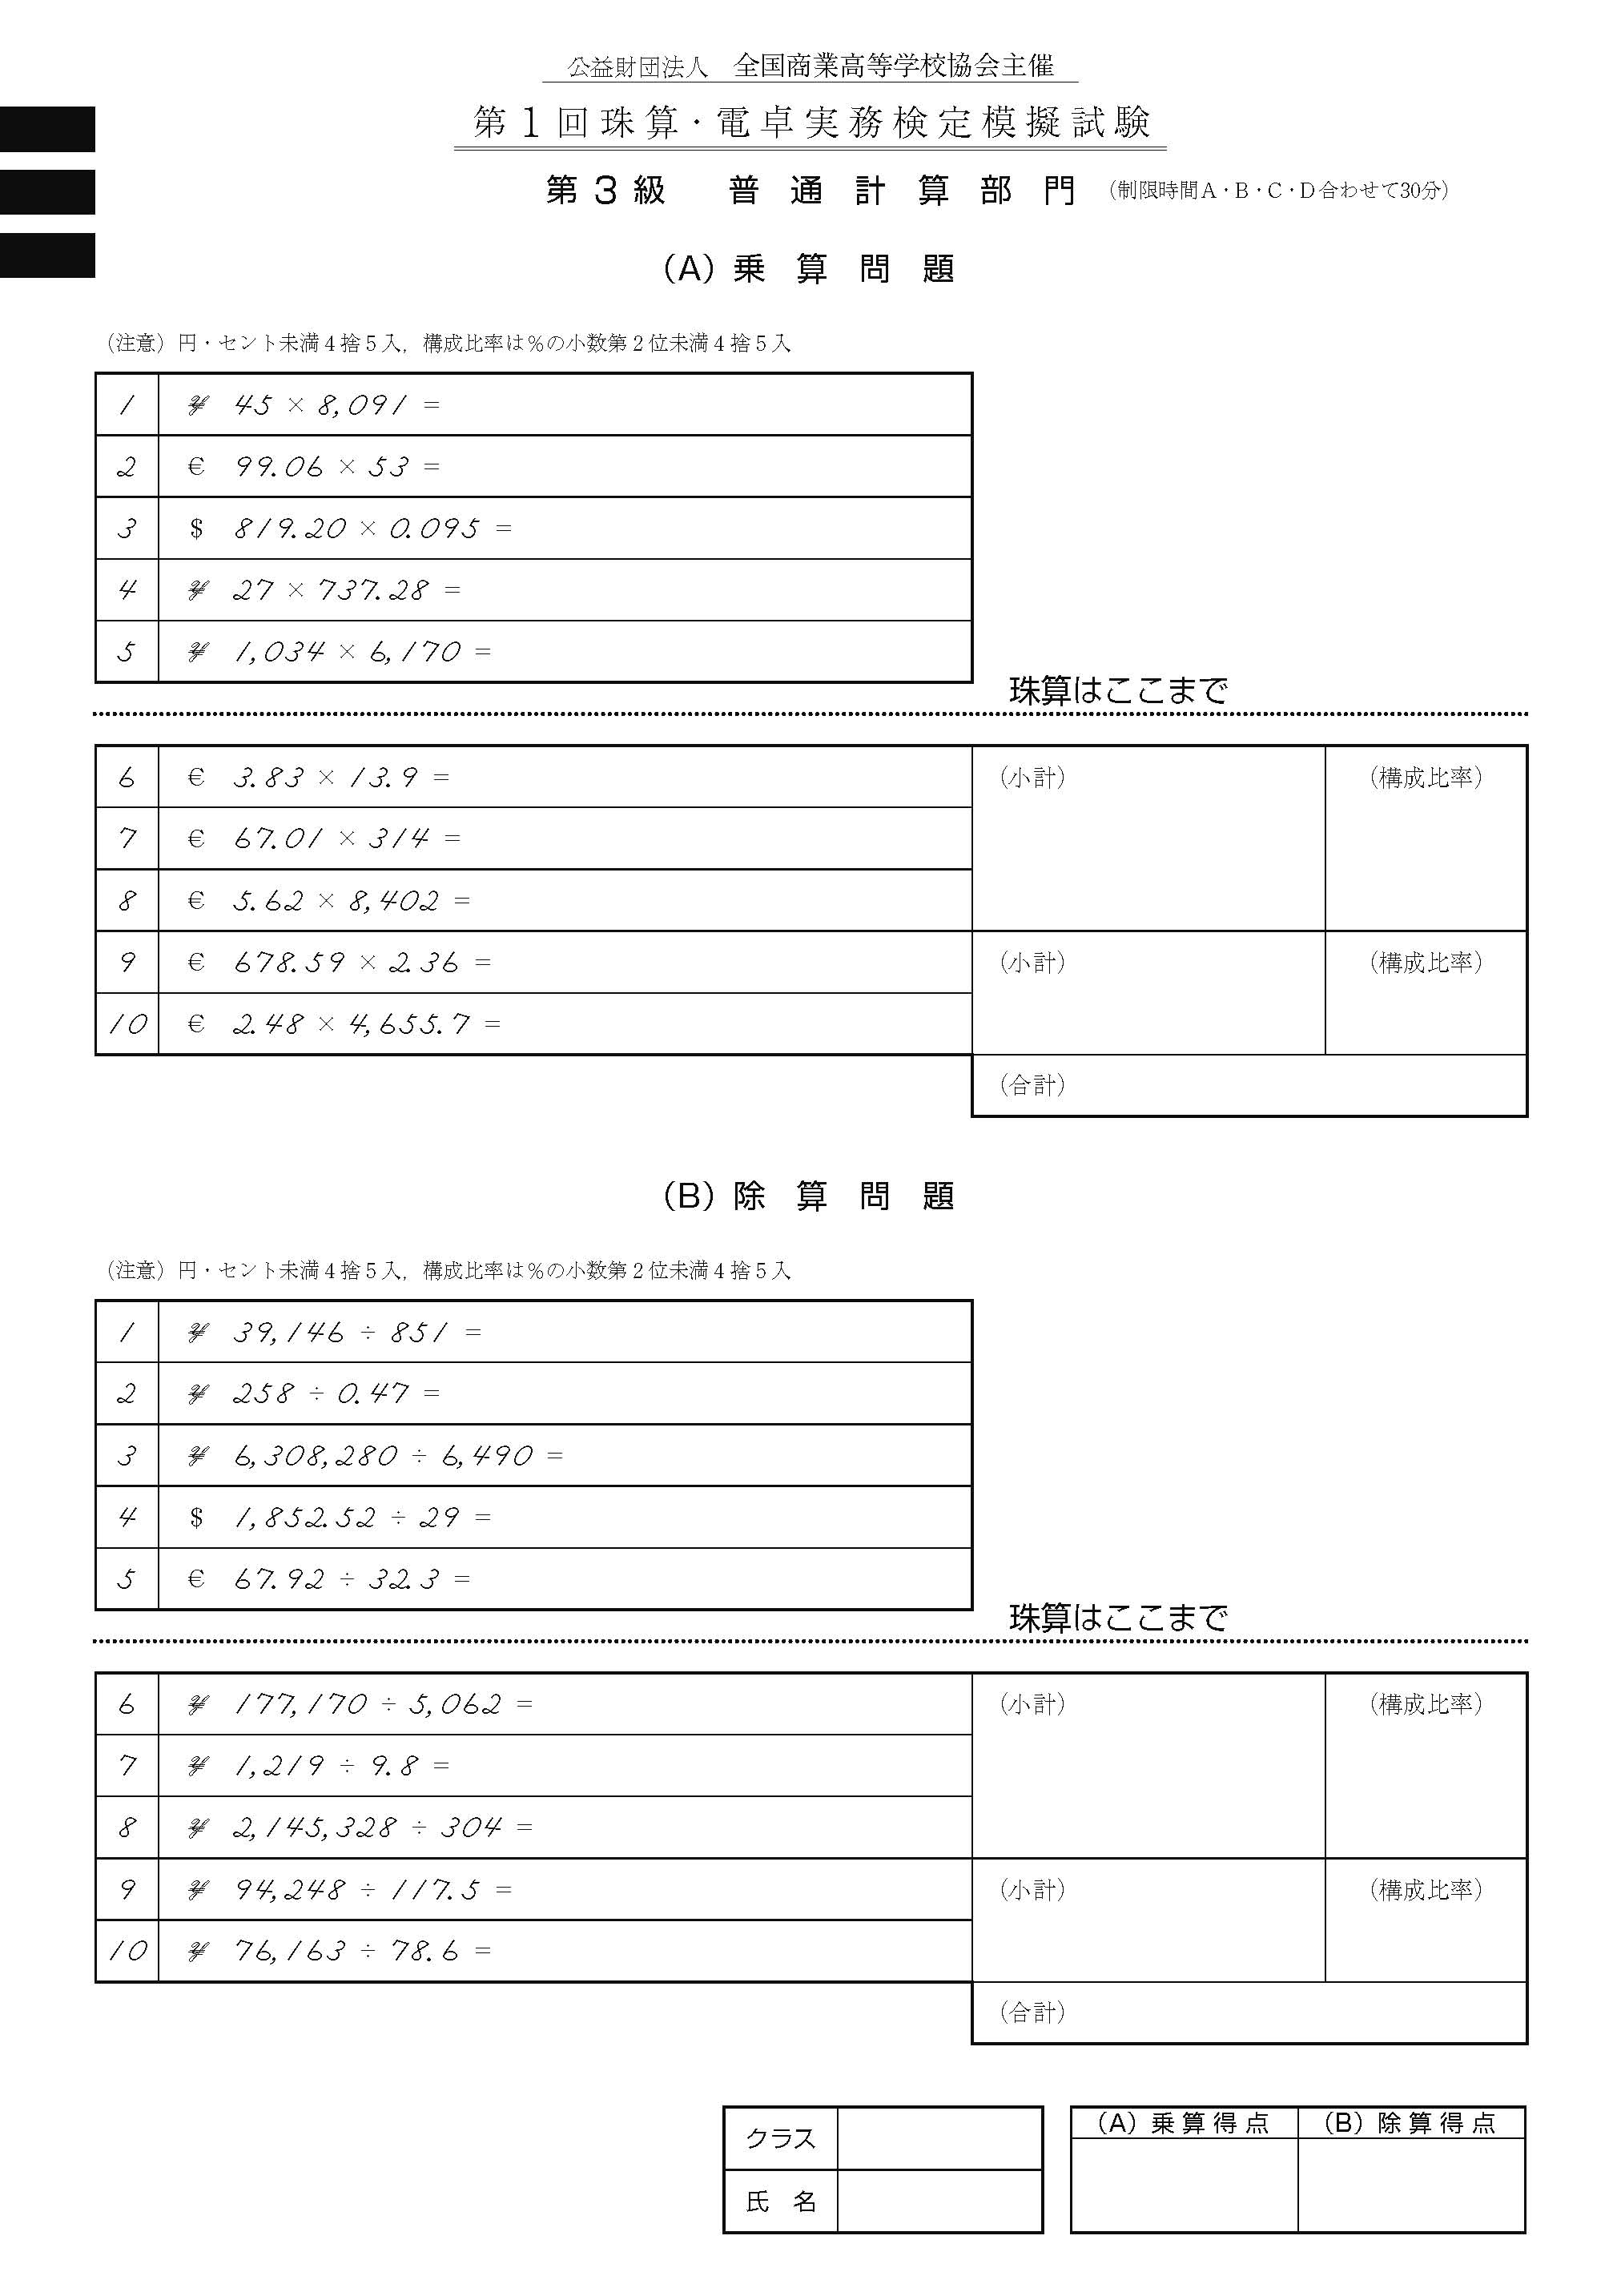 公益財団法人 全国商業高等学校協会主催
第1回珠算・電卓実務検定模擬試験
第3級 普通計算部門 (制限時間A・B・C・D合わせて30分)
(A)乗算問題
(注意)円・セント未満4捨5入,構成比率は%の小数第2位未満4捨5入
1 ¥ 45 × 8,091 =
2 € 99.06 × 53 =
3 $ 819.20 × 0.095 =
4 ¥ 27 × 737.28 =
5 ¥ 1,034 × 6,170 =
珠算はここまで
6 € 3.83 × 13.9 = (小計) (構成比率)
7 € 67.01 × 314 =
8 € 5.62 × 8,402 =
9 € 678.59 × 2.36 = (小計) (構成比率)
10 € 2.48 × 4,655.7 =
(合計)
(B)除算問題
(注意)円・セント未満4捨5入,構成比率は%の小数第2位未満4捨5入
1 ¥ 39,146 ÷ 851 =
2 ¥ 258 ÷ 0.47 =
3 ¥ 6,308,280 ÷ 6,490 =
4 $ 1,852.52 ÷ 29 =
5 € 67.92 ÷ 32.3 =
珠算はここまで
6 ¥ 177,170 ÷ 5,062 = (小計) (構成比率)
7 ¥ 1,219 ÷ 9.8 =
8 ¥ 2,145,328 ÷ 304 =
9 ¥ 94,248 ÷ 117.5 = (小計) (構成比率)
10 ¥ 76,163 ÷ 78.6 =
(合計)
クラス
氏名
(A)乗算得点 (B)除算得点